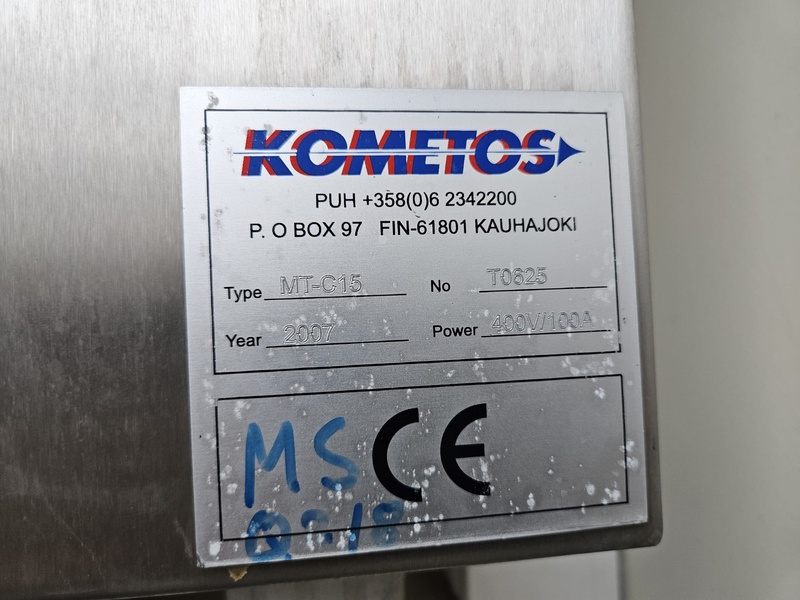 KOMETOS
PUH +358(0)6 2342200
P. O BOX 97 FIN-61801 KAUHAJOKI
Type MT-C15 No T0625
Year 2007 Power 400V/100A
MS CE